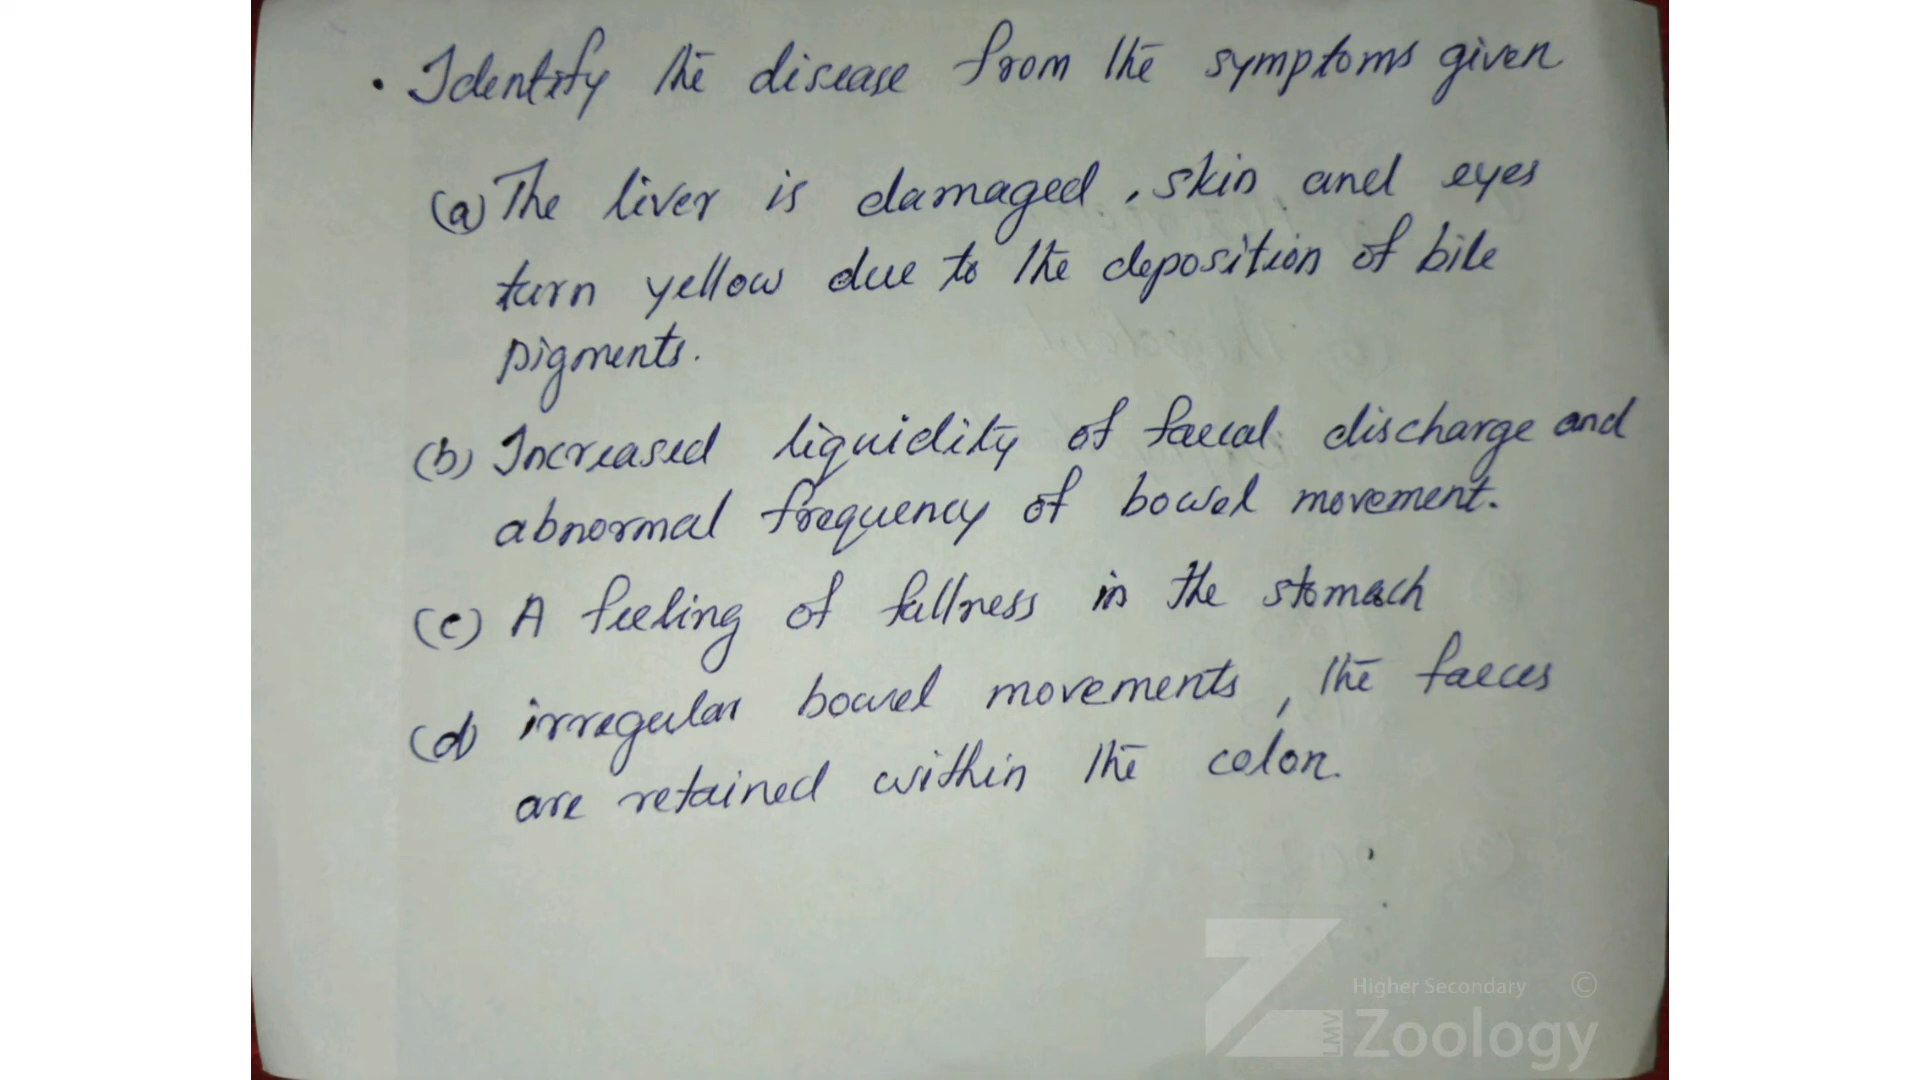 • Identify the disease from the symptoms given
(a) The liver is damaged, skin and eyes
turn yellow due to the deposition of bile
pigments.
(b) Increased liquidity of faecal discharge and
abnormal frequency of bowel movement.
(c) A feeling of fullness in the stomach
(d) irregular bowel movements, the faeces
are retained within the colon.
Higher Secondary ©
LMV Zoology